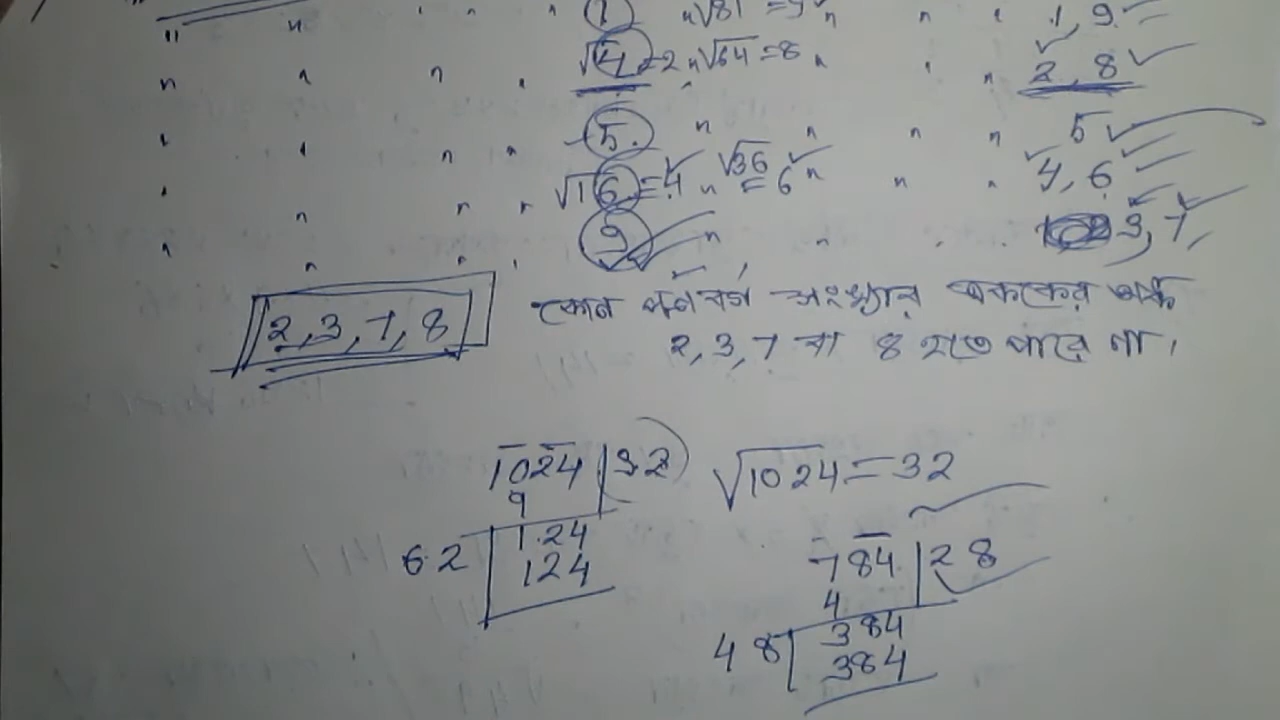 " " " " " ① " √81 = 9 " " " 1, 9
" " " " √4 = 2 " √64 = 8 " " " 2, 8
" " " " 5 " " " " 5
" " " " √16 = 4 " √36 = 6 " " " 4, 6
" " " " 9 " " " " 3, 7,
2, 3, 7, 8
কোন পূর্ণবর্গ সংখ্যার এককের অঙ্ক
2, 3, 7 বা 8 হতে পারে না।
1024 | 32
9
62 | 124
124
√1024 = 32
784 | 28
4
48 | 384
384